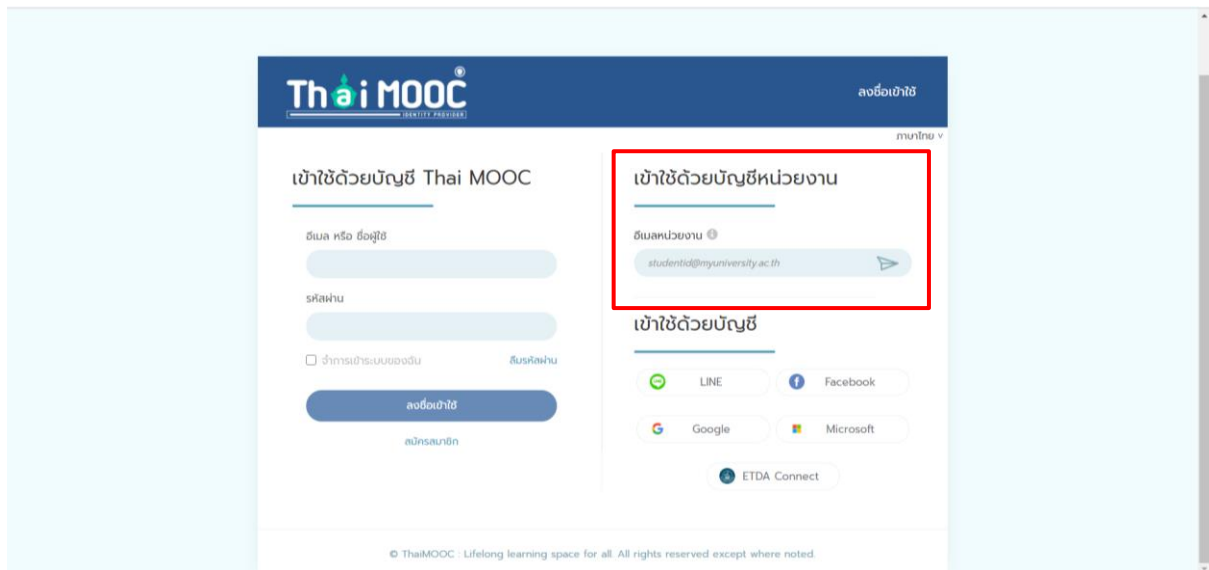 Thai MOOC
IDENTITY PROVIDER
ลงชื่อเข้าใช้
ภาษาไทย
เข้าใช้ด้วยบัญชี Thai MOOC
อีเมล หรือ ชื่อผู้ใช้
รหัสผ่าน
จำการเข้าระบบของฉัน
ลืมรหัสผ่าน
ลงชื่อเข้าใช้
สมัครสมาชิก
เข้าใช้ด้วยบัญชีหน่วยงาน
อีเมลหน่วยงาน
studentid@myuniversity.ac.th
เข้าใช้ด้วยบัญชี
LINE
Facebook
Google
Microsoft
ETDA Connect
© ThaiMOOC : Lifelong learning space for all. All rights reserved except where noted.